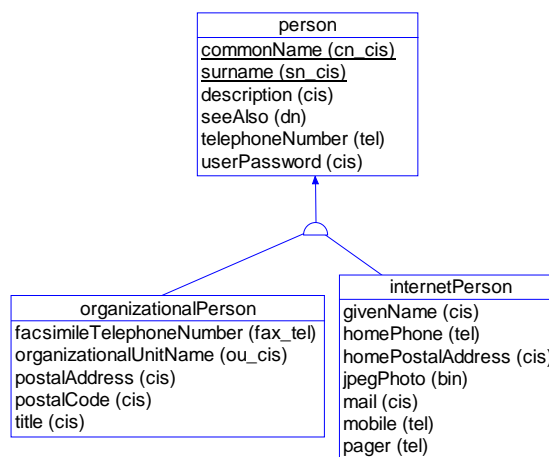 person
commonName (cn_cis)
surname (sn_cis)
description (cis)
seeAlso (dn)
telephoneNumber (tel)
userPassword (cis)
organizationalPerson
facsimileTelephoneNumber (fax_tel)
organizationalUnitName (ou_cis)
postalAddress (cis)
postalCode (cis)
title (cis)
internetPerson
givenName (cis)
homePhone (tel)
homePostalAddress (cis)
jpegPhoto (bin)
mail (cis)
mobile (tel)
pager (tel)